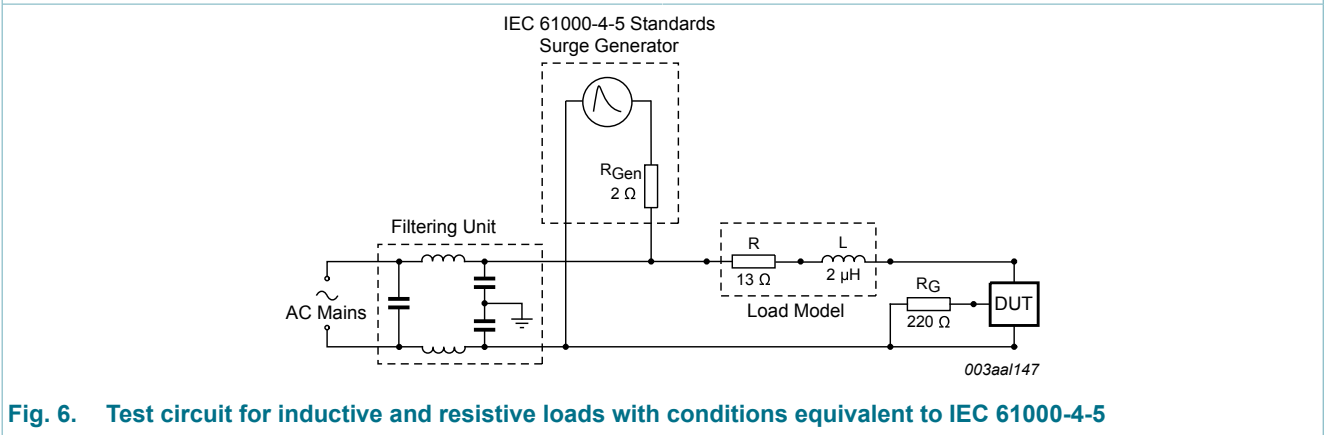 IEC 61000-4-5 Standards
Surge Generator
RGen
2 Ω
Filtering Unit
AC Mains
R
13 Ω
L
2 μH
Load Model
RG
220 Ω
DUT
003aal147
Fig. 6. Test circuit for inductive and resistive loads with conditions equivalent to IEC 61000-4-5